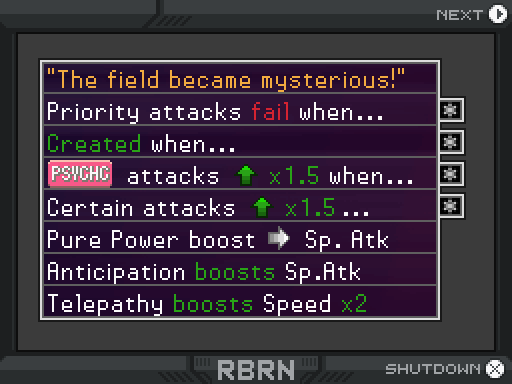 NEXT
"The field became mysterious!"
Priority attacks fail when...
Created when...
PSYCHC attacks x1.5 when...
Certain attacks x1.5 ...
Pure Power boost Sp. Atk
Anticipation boosts Sp.Atk
Telepathy boosts Speed x2
RBRN
SHUTDOWN